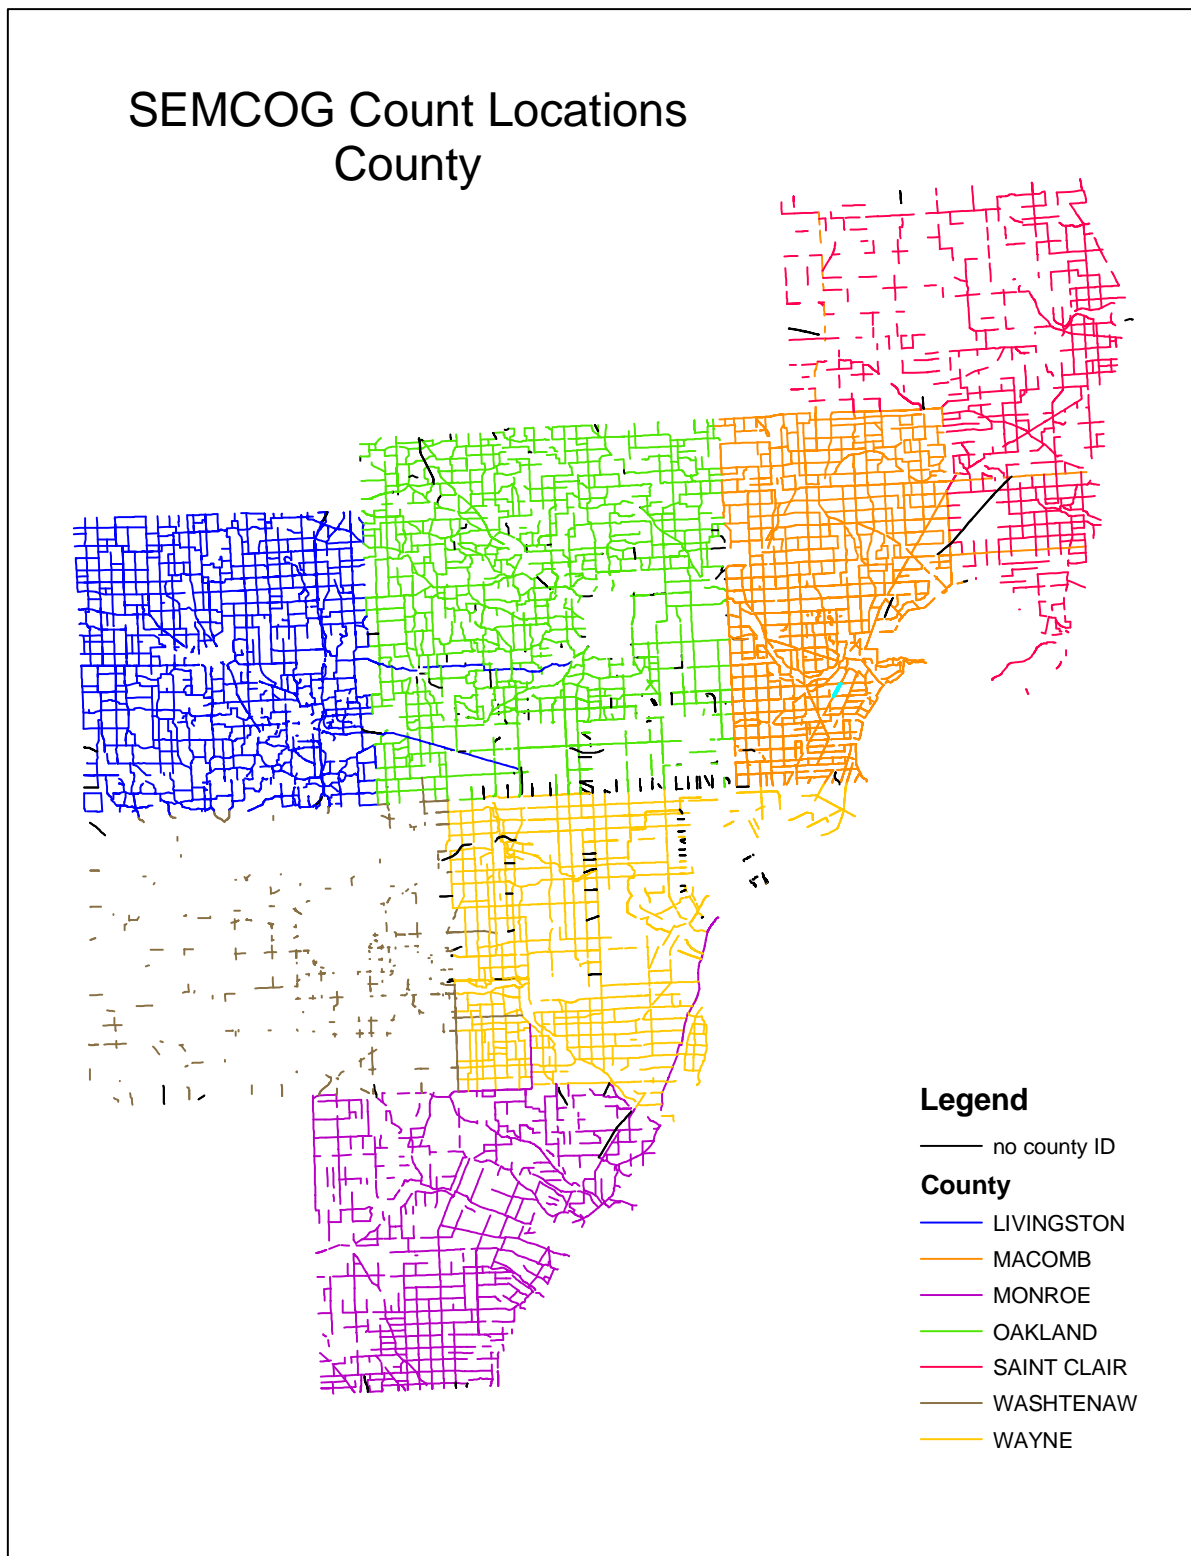 SEMCOG Count Locations
County
Legend
no county ID
County
LIVINGSTON
MACOMB
MONROE
OAKLAND
SAINT CLAIR
WASHTENAW
WAYNE